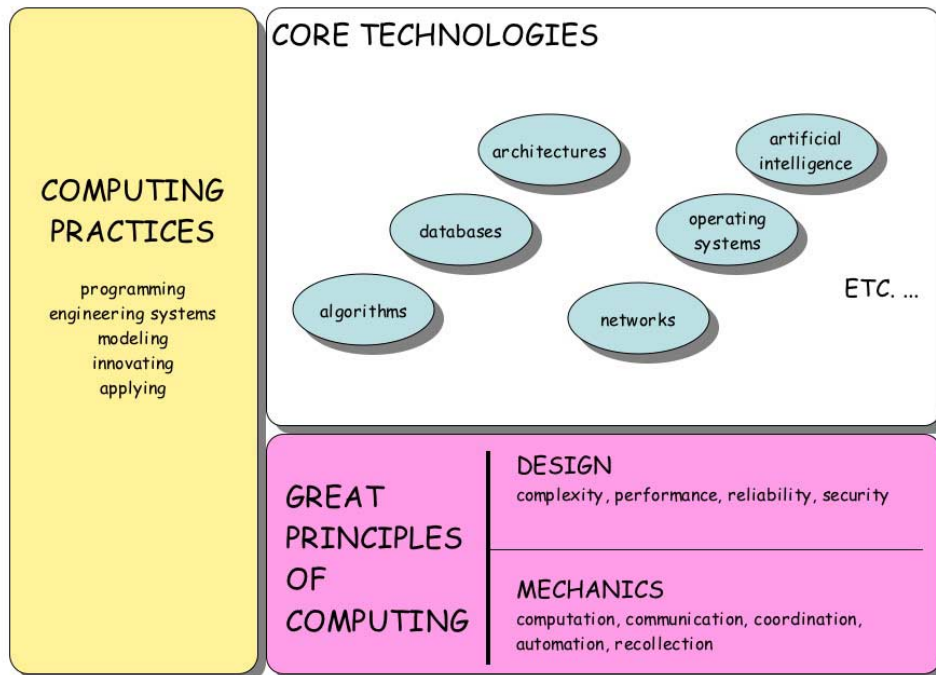 COMPUTING
PRACTICES
programming
engineering systems
modeling
innovating
applying
CORE TECHNOLOGIES
architectures
artificial
intelligence
databases
operating
systems
algorithms
networks
ETC. ...
GREAT
PRINCIPLES
OF
COMPUTING
DESIGN
complexity, performance, reliability, security
MECHANICS
computation, communication, coordination,
automation, recollection